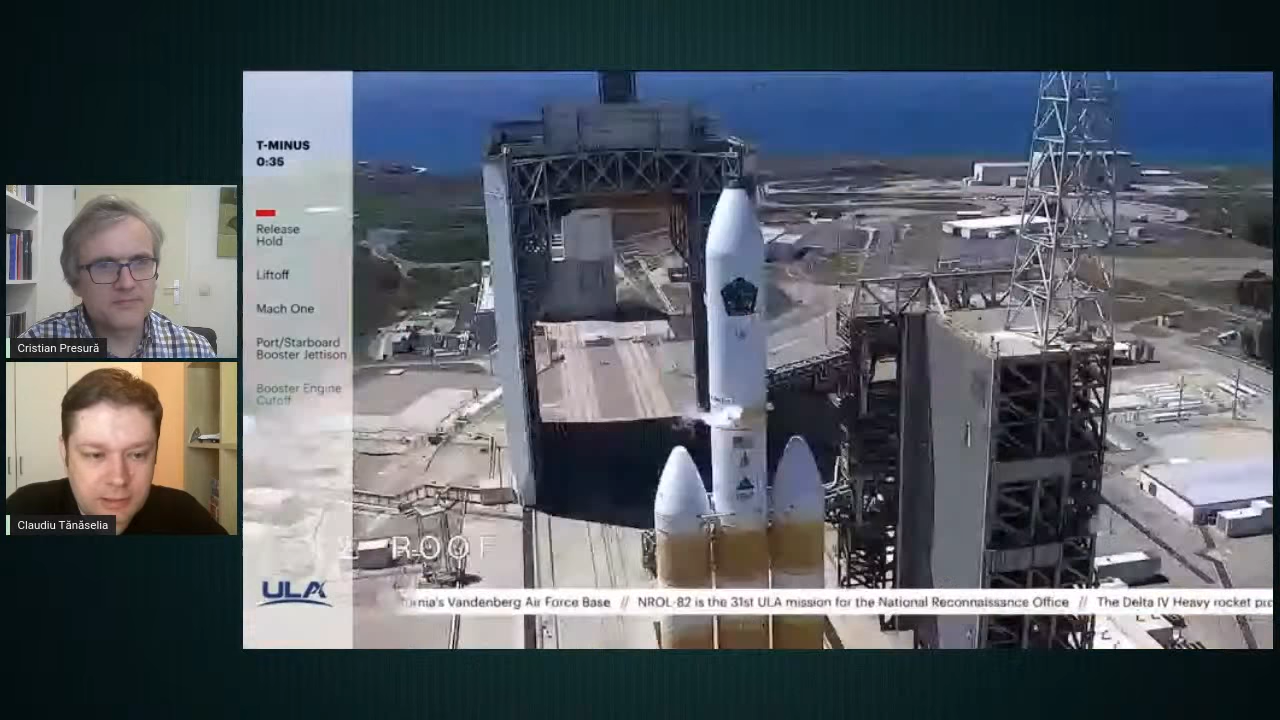 T-MINUS
0:35
Release
Hold
Liftoff
Mach One
Port/Starboard
Booster Jettison
Booster Engine
Cutoff
Cristian Presură
Claudiu Tănăselia
ROOF
ULA
Vandenberg Air Force Base // NROL-82 is the 31st ULA mission for the National Reconnaissance Office // The Delta IV Heavy rocket